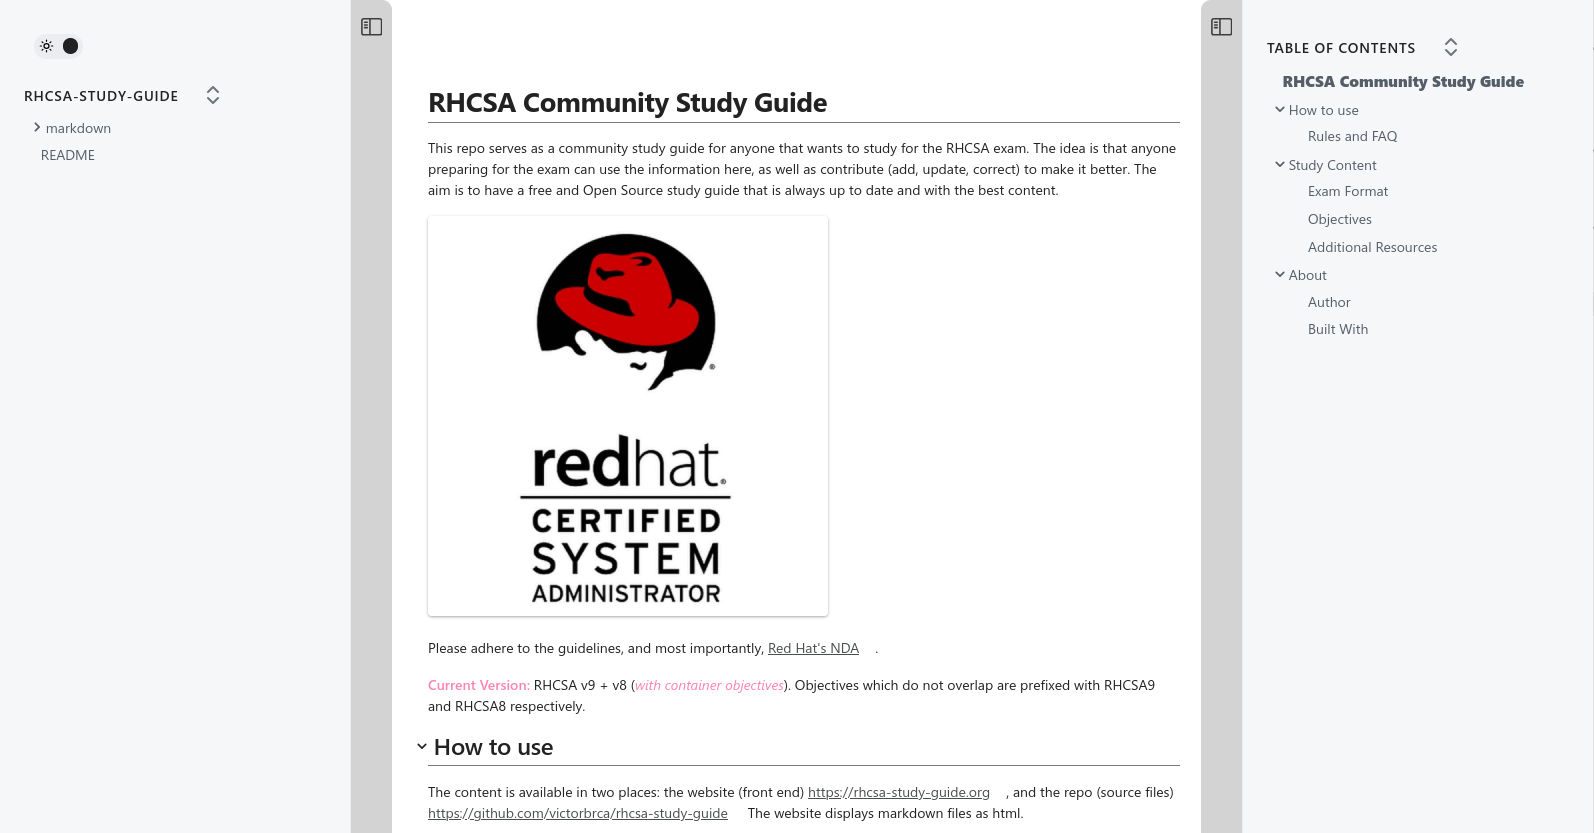 RHCSA-STUDY-GUIDE
markdown
README
RHCSA Community Study Guide
This repo serves as a community study guide for anyone that wants to study for the RHCSA exam. The idea is that anyone
preparing for the exam can use the information here, as well as contribute (add, update, correct) to make it better. The
aim is to have a free and Open Source study guide that is always up to date and with the best content.
redhat®
CERTIFIED
SYSTEM
ADMINISTRATOR
Please adhere to the guidelines, and most importantly, Red Hat's NDA .
Current Version: RHCSA v9 + v8 (with container objectives). Objectives which do not overlap are prefixed with RHCSA9
and RHCSA8 respectively.
How to use
The content is available in two places: the website (front end) https://rhcsa-study-guide.org , and the repo (source files)
https://github.com/victorbrca/rhcsa-study-guide The website displays markdown files as html.
TABLE OF CONTENTS
RHCSA Community Study Guide
How to use
Rules and FAQ
Study Content
Exam Format
Objectives
Additional Resources
About
Author
Built With